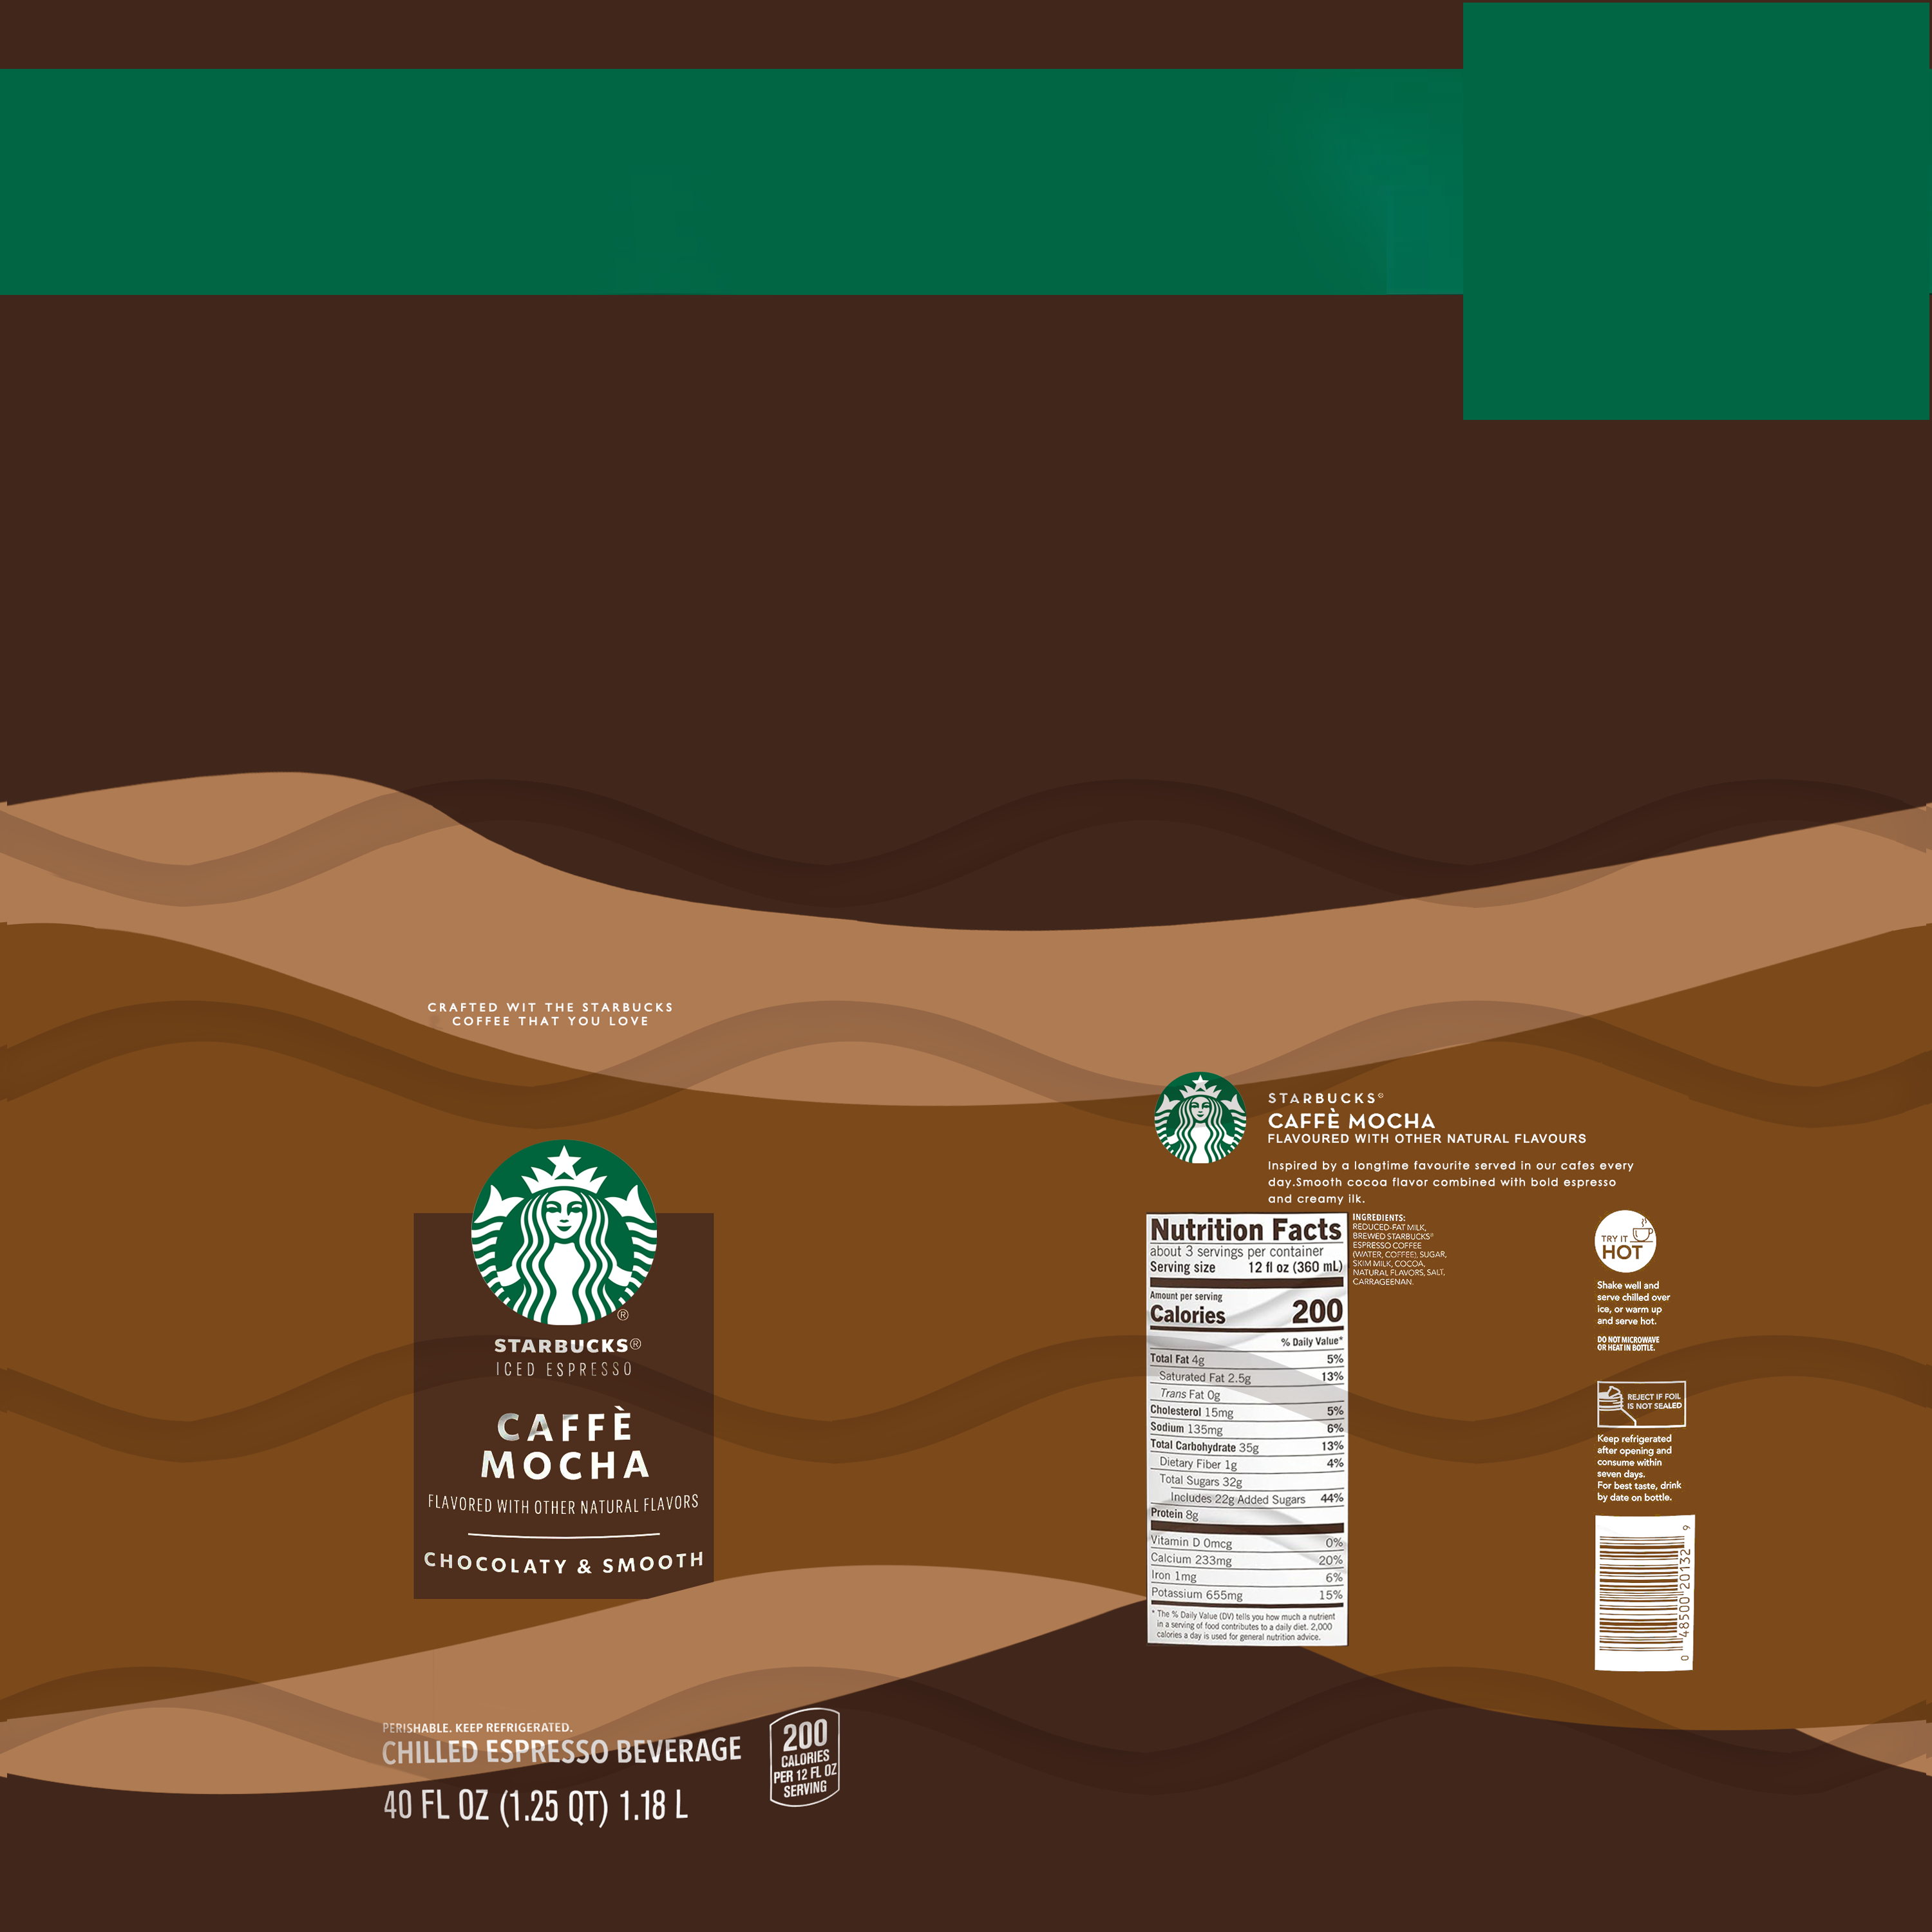 CRAFTED WIT THE STARBUCKS
COFFEE THAT YOU LOVE
®
STARBUCKS®
ICED ESPRESSO
CAFFÈ
MOCHA
FLAVORED WITH OTHER NATURAL FLAVORS
CHOCOLATY & SMOOTH
PERISHABLE. KEEP REFRIGERATED.
CHILLED ESPRESSO BEVERAGE
40 FL OZ (1.25 QT) 1.18 L
200
CALORIES
PER 12 FL OZ
SERVING
STARBUCKS®
CAFFÈ MOCHA
FLAVOURED WITH OTHER NATURAL FLAVOURS
Inspired by a longtime favourite served in our cafes every
day.Smooth cocoa flavor combined with bold espresso
and creamy ilk.
Nutrition Facts
about 3 servings per container
Serving size 12 fl oz (360 mL)
Amount per serving
Calories 200
% Daily Value*
Total Fat 4g 5%
Saturated Fat 2.5g 13%
Trans Fat 0g
Cholesterol 15mg 5%
Sodium 135mg 6%
Total Carbohydrate 35g 13%
Dietary Fiber 1g 4%
Total Sugars 32g
Includes 22g Added Sugars 44%
Protein 8g
Vitamin D 0mcg 0%
Calcium 233mg 20%
Iron 1mg 6%
Potassium 655mg 15%
* The % Daily Value (DV) tells you how much a nutrient
in a serving of food contributes to a daily diet. 2,000
calories a day is used for general nutrition advice.
INGREDIENTS:
REDUCED-FAT MILK,
BREWED STARBUCKS®
ESPRESSO COFFEE
(WATER, COFFEE), SUGAR,
SKIM MILK, COCOA,
NATURAL FLAVORS, SALT,
CARRAGEENAN.
TRY IT
HOT
Shake well and
serve chilled over
ice, or warm up
and serve hot.
DO NOT MICROWAVE
OR HEAT IN BOTTLE.
REJECT IF FOIL
IS NOT SEALED
Keep refrigerated
after opening and
consume within
seven days.
For best taste, drink
by date on bottle.
0 48500 20132 9